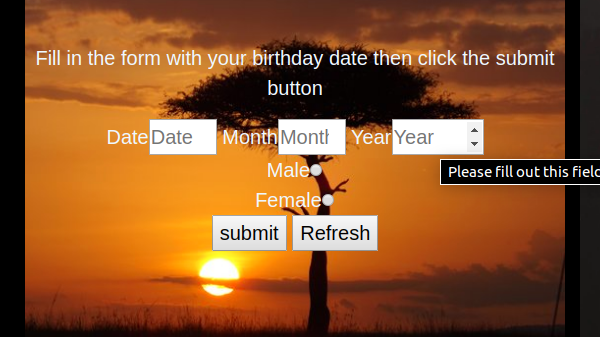 Fill in the form with your birthday date then click the submit
button
Date Date Month Month Year Year
Male
Please fill out this field
Female
submit Refresh